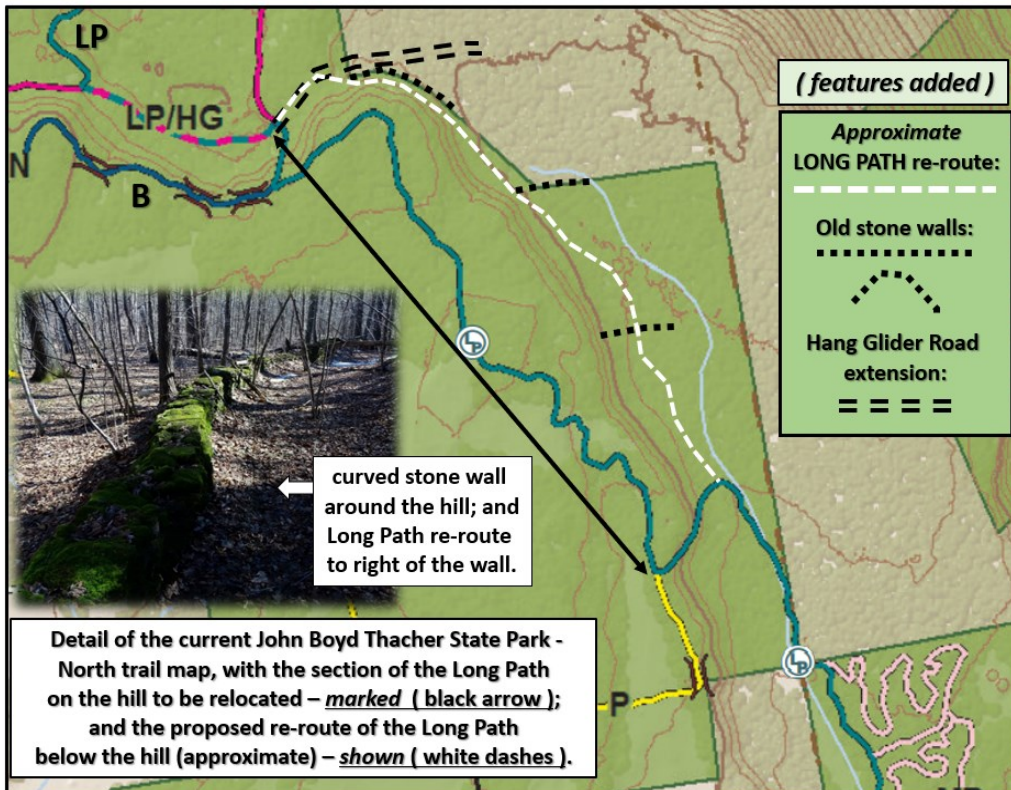 LP
LP/HG
N
B
( features added )
Approximate
LONG PATH re-route:
Old stone walls:
Hang Glider Road
extension:
LP
curved stone wall
around the hill; and
Long Path re-route
to right of the wall.
Detail of the current John Boyd Thacher State Park -
North trail map, with the section of the Long Path
on the hill to be relocated – marked ( black arrow );
and the proposed re-route of the Long Path
below the hill (approximate) – shown ( white dashes ).
P
LP